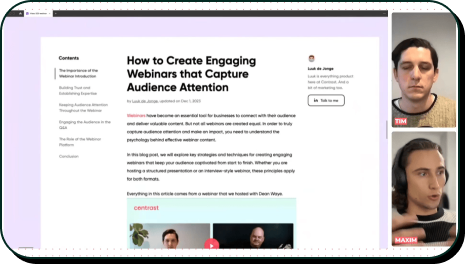 Contents
The Importance of the
Webinar Introduction
Building Trust and
Establishing Expertise
Keeping Audience Attention
Throughout the Webinar
Engaging the Audience in the
Q&A
The Role of the Webinar
Platform
Conclusion
How to Create Engaging
Webinars that Capture
Audience Attention
by Luuk de Jonge, updated on Dec 1, 2023
Webinars have become an essential tool for businesses to connect with their audience
and deliver valuable content. But not all webinars are created equal. In order to truly
capture audience attention and make an impact, you need to understand the
psychology behind effective webinar content.
In this blog post, we will explore key strategies and techniques for creating engaging
webinars that keep your audience captivated from start to finish. Whether you are
hosting a structured presentation or an interview-style webinar, these principles apply
for both formats.
Everything in this article comes from a webinar that we hosted with Dean Waye.
contrast
Luuk de Jonge
Luuk is everything product
here at Contrast. And a
bit of marketing too.
Talk to me
TIM
MAXIM